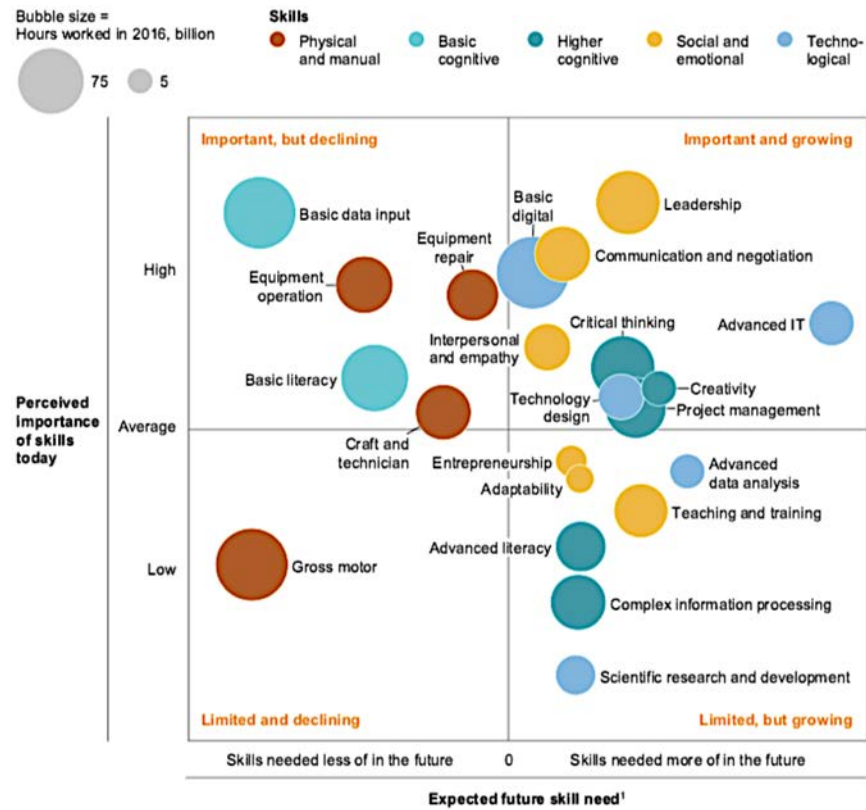 Bubble size =
Hours worked in 2016, billion
75
5
Skills
Physical
and manual
Basic
cognitive
Higher
cognitive
Social and
emotional
Techno-
logical
Important, but declining
Important and growing
Basic data input
Basic
digital
Leadership
Equipment
repair
Communication and negotiation
High
Equipment
operation
Critical thinking
Advanced IT
Interpersonal
and empathy
Basic literacy
Creativity
Technology
design
Project management
Perceived
importance
of skills
today
Average
Craft and
technician
Entrepreneurship
Advanced
data analysis
Adaptability
Teaching and training
Advanced literacy
Low
Gross motor
Complex information processing
Scientific research and development
Limited and declining
Limited, but growing
Skills needed less of in the future
0
Skills needed more of in the future
Expected future skill need¹